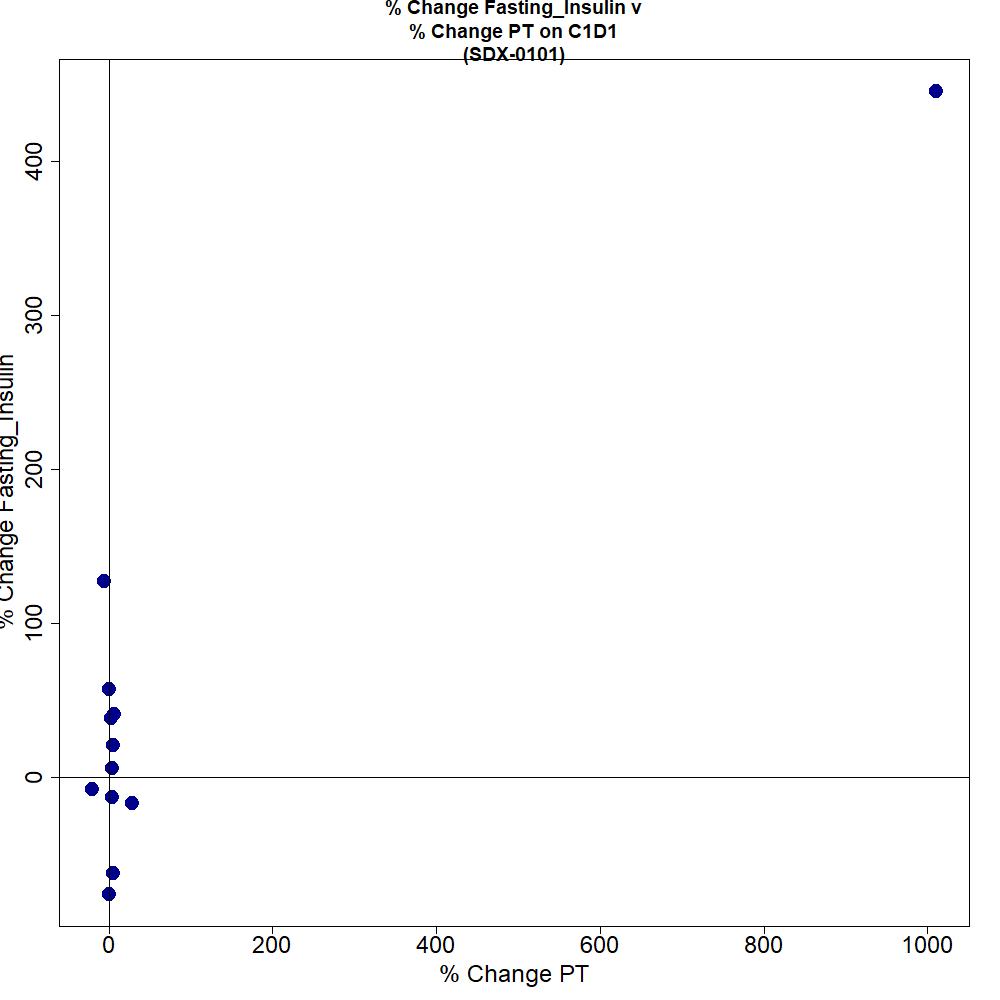 % Change Fasting_Insulin v
% Change PT on C1D1
(SDX-0101)
% Change Fasting_Insulin
400
300
200
100
0
0 200 400 600 800 1000
% Change PT